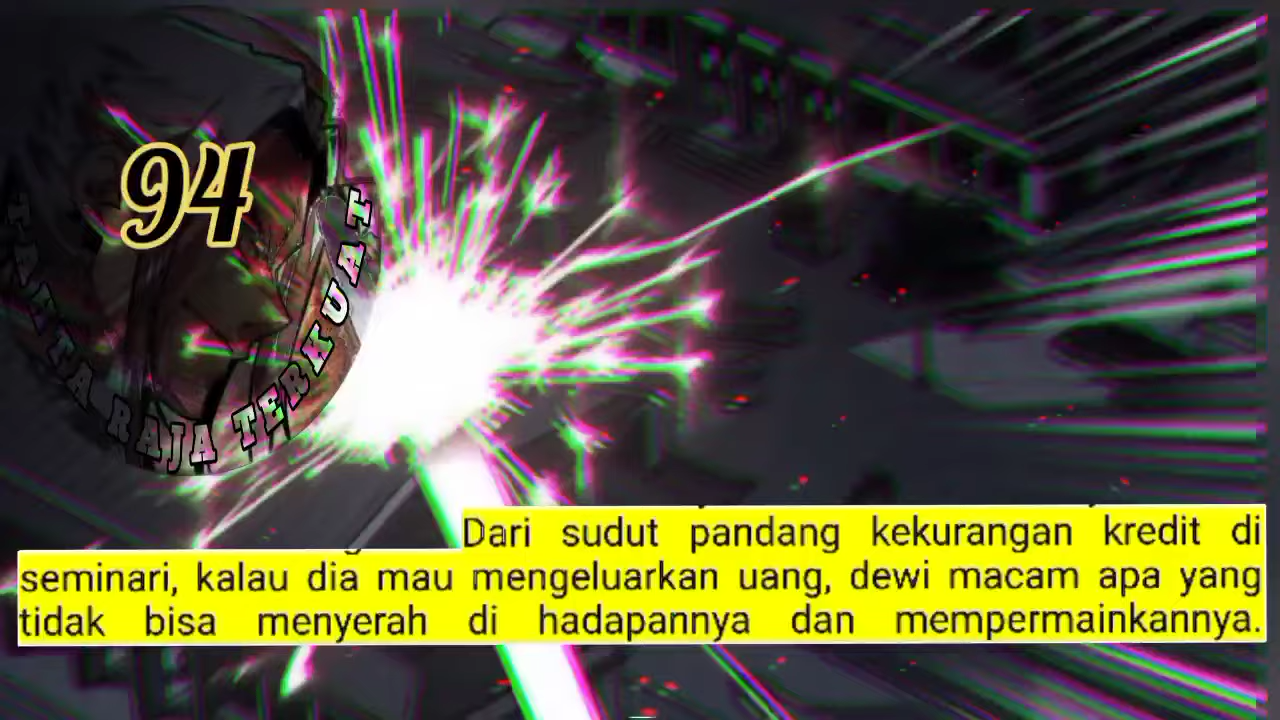 94
TAHTA RAJA TERKUAT
Dari sudut pandang kekurangan kredit di
seminari, kalau dia mau mengeluarkan uang, dewi macam apa yang
tidak bisa menyerah di hadapannya dan mempermainkannya.